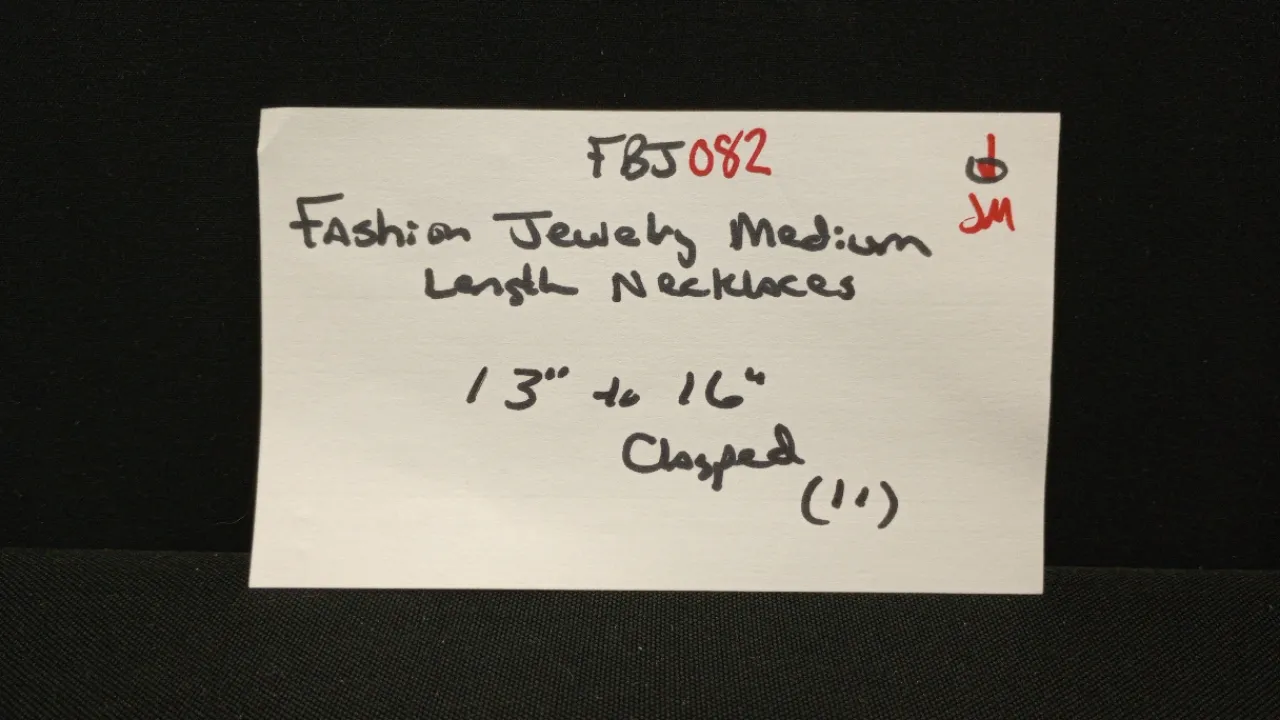 FBJ082
JM
Fashion Jewelry Medium
Length Necklaces
13" to 16"
Clasped
(11)